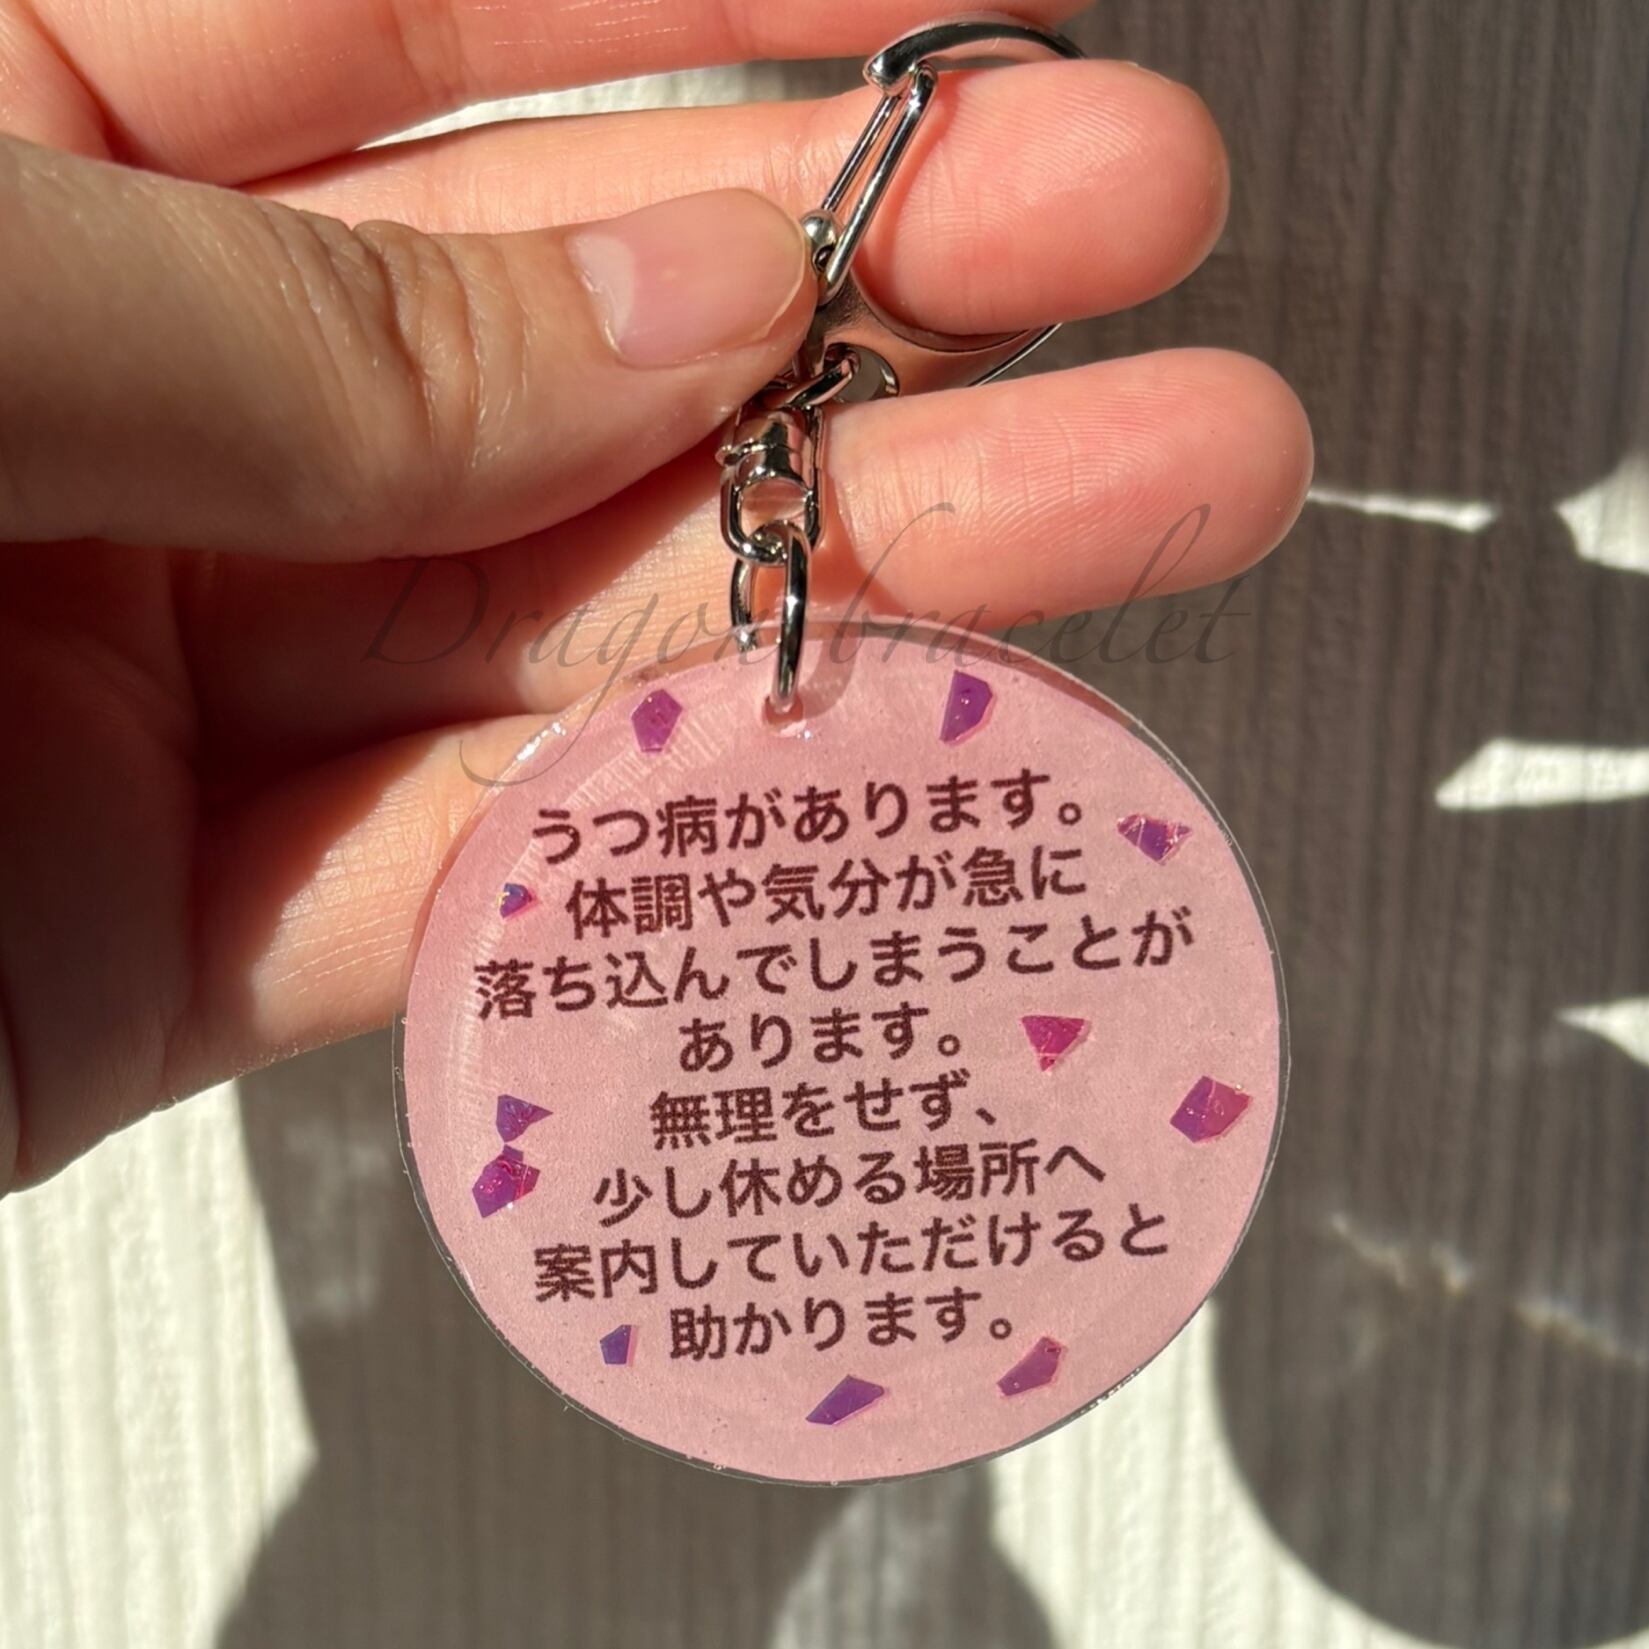 Dragon bracelet
うつ病があります。
体調や気分が急に
落ち込んでしまうことが
あります。
無理をせず、
少し休める場所へ
案内していただけると
助かります。